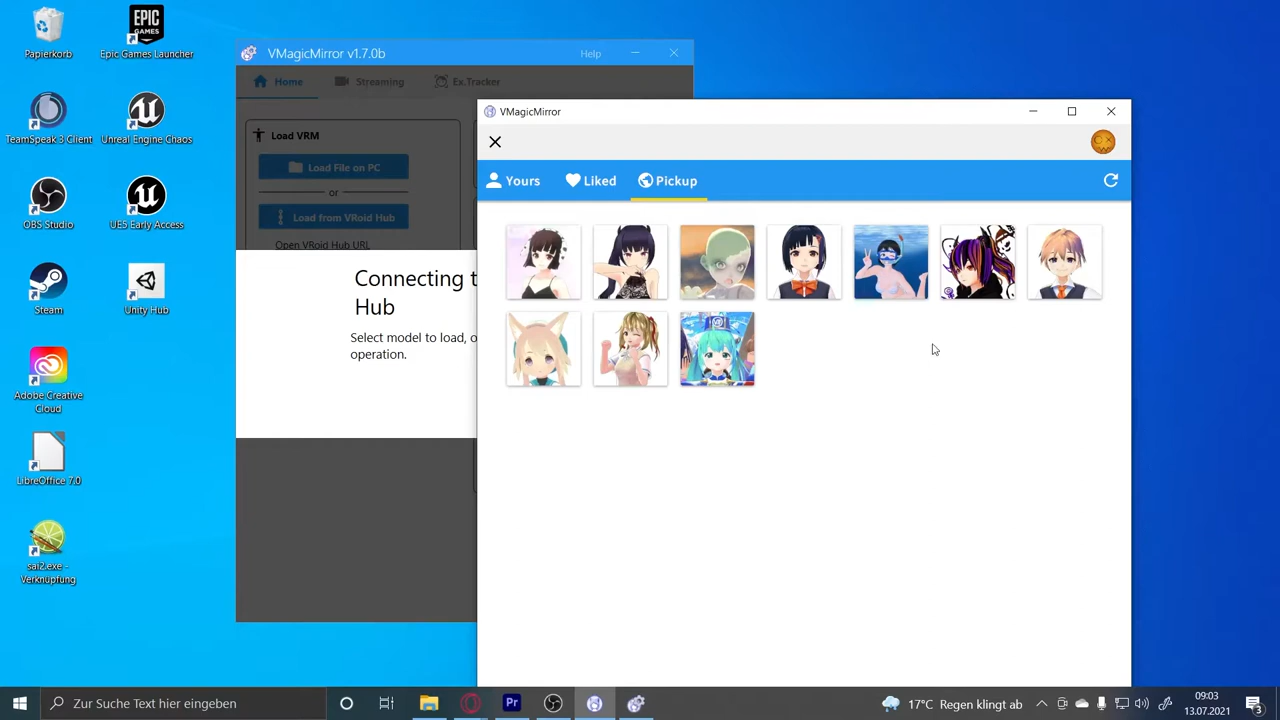 Papierkorb
Epic Games Launcher
EPIC
GAMES
TeamSpeak 3 Client
Unreal Engine Chaos
OBS Studio
UE5 Early Access
Steam
Unity Hub
Adobe Creative
Cloud
LibreOffice 7.0
sai2.exe -
Verknüpfung
VMagicMirror v1.7.0b
Help
Home
Streaming
Ex.Tracker
Load VRM
Load File on PC
or
Load from VRoid Hub
Open VRoid Hub URL
Connecting t
Hub
Select model to load, o
operation.
VMagicMirror
Yours
Liked
Pickup
Zur Suche Text hier eingeben
Pr
17°C Regen klingt ab
09:03
13.07.2021
3